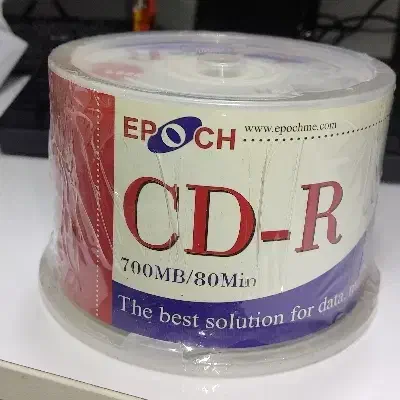 EPOCH
www.epochme.com
CD-R
700MB/80Min
The best solution for data,